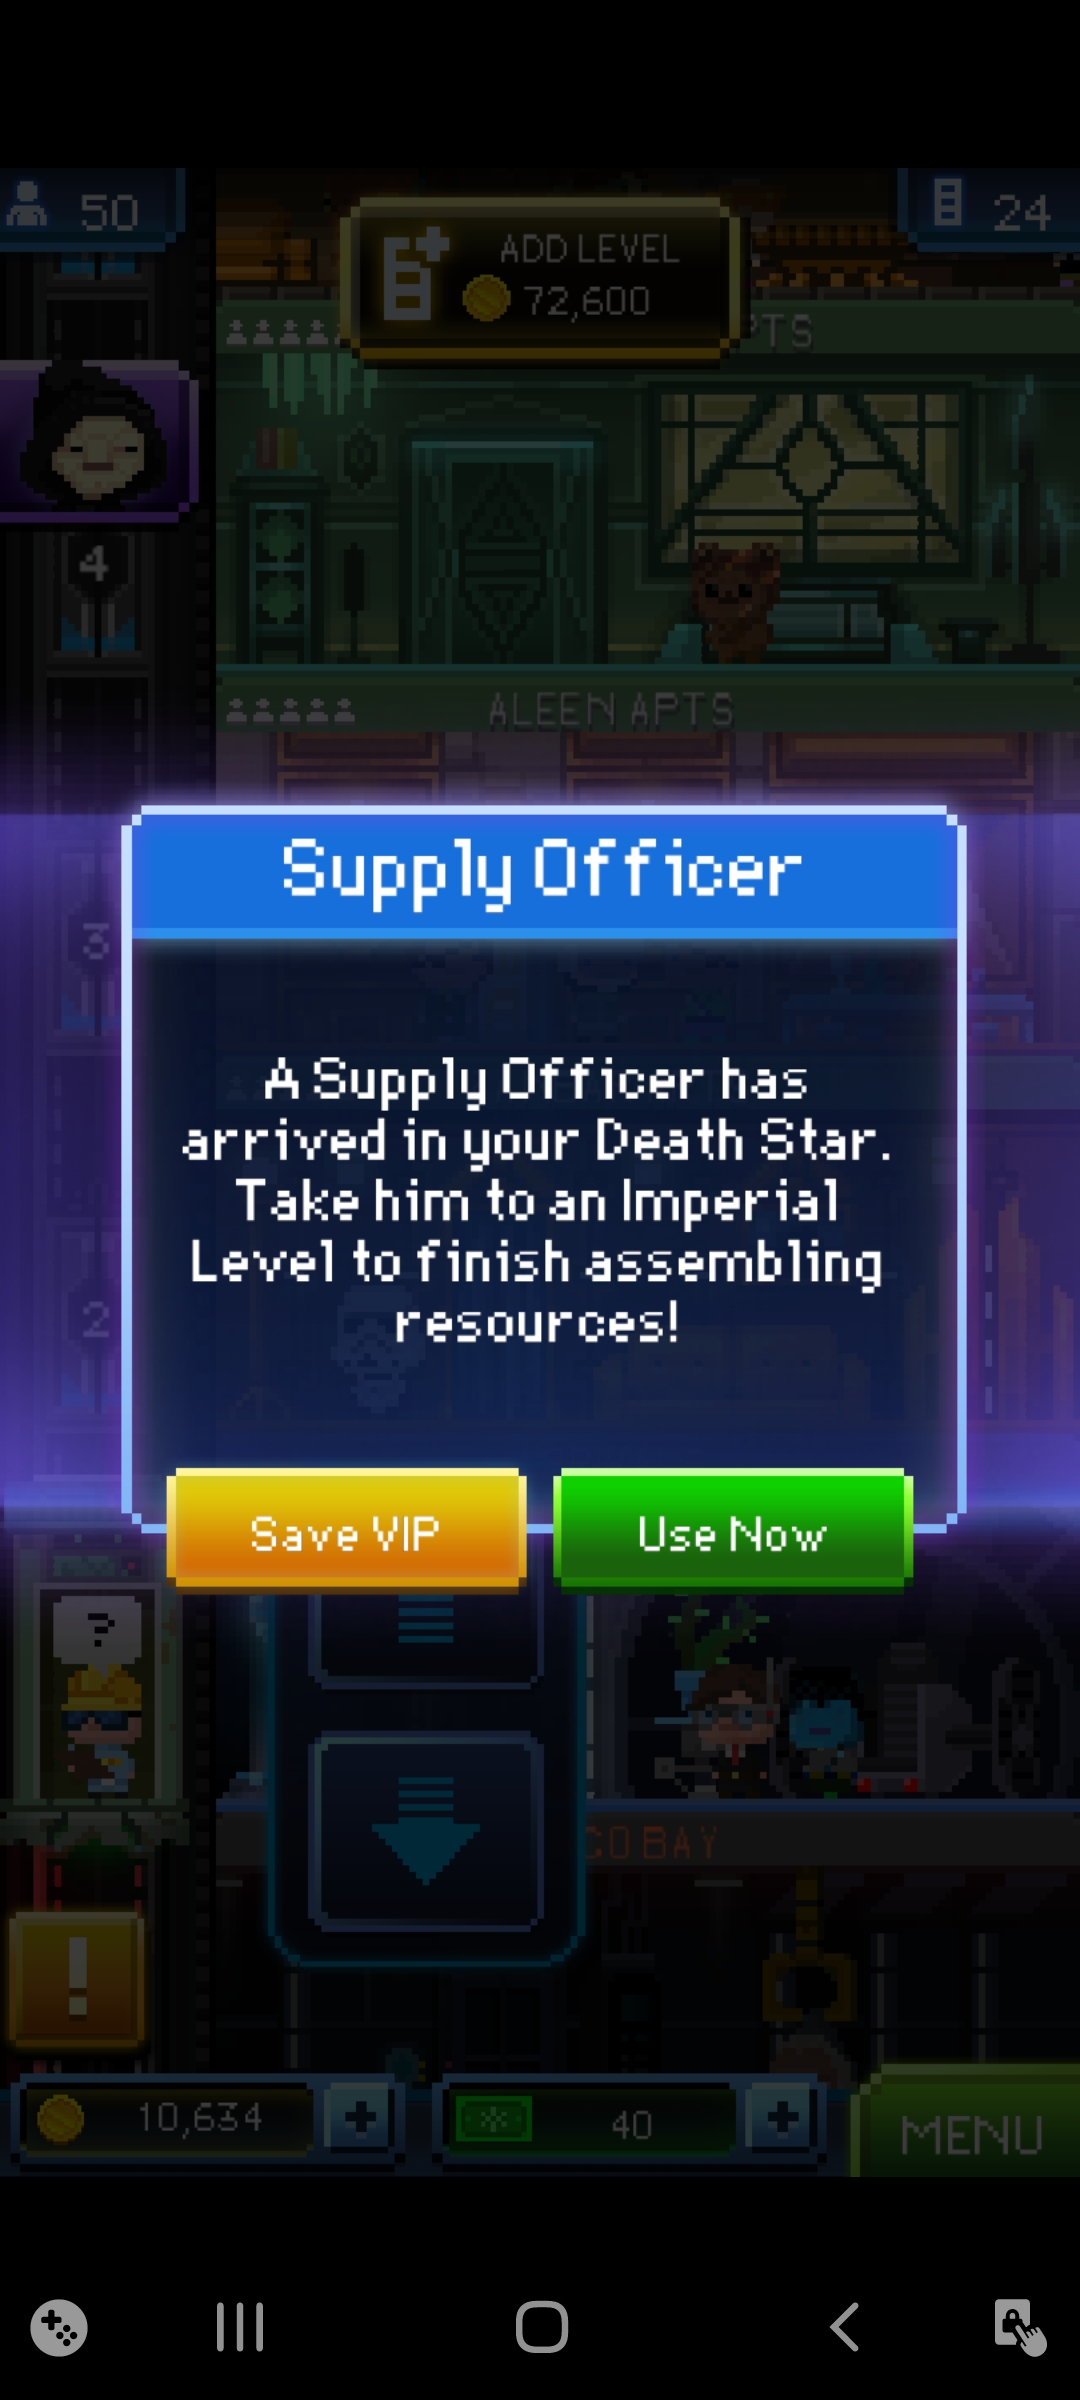 50
24
ADD LEVEL
72,600
PTS
4
ALEEN APTS
Supply Officer
3
A Supply Officer has
arrived in your Death Star.
Take him to an Imperial
Level to finish assembling
resources!
2
Save VIP
Use Now
?
CO BAY
!
10,634
40
MENU